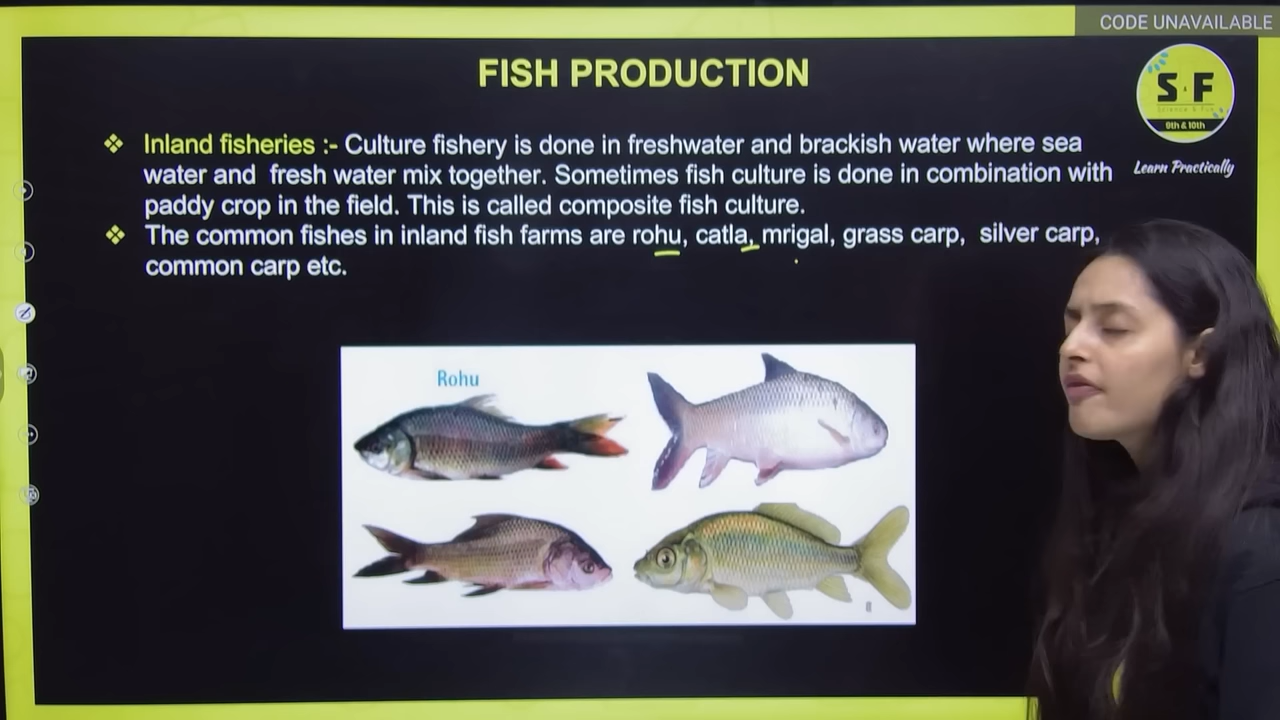 CODE UNAVAILABLE
FISH PRODUCTION
S F
9th & 10th
Learn Practically
❖ Inland fisheries :- Culture fishery is done in freshwater and brackish water where sea
water and fresh water mix together. Sometimes fish culture is done in combination with
paddy crop in the field. This is called composite fish culture.
❖ The common fishes in inland fish farms are rohu, catla, mrigal, grass carp, silver carp,
common carp etc.
Rohu